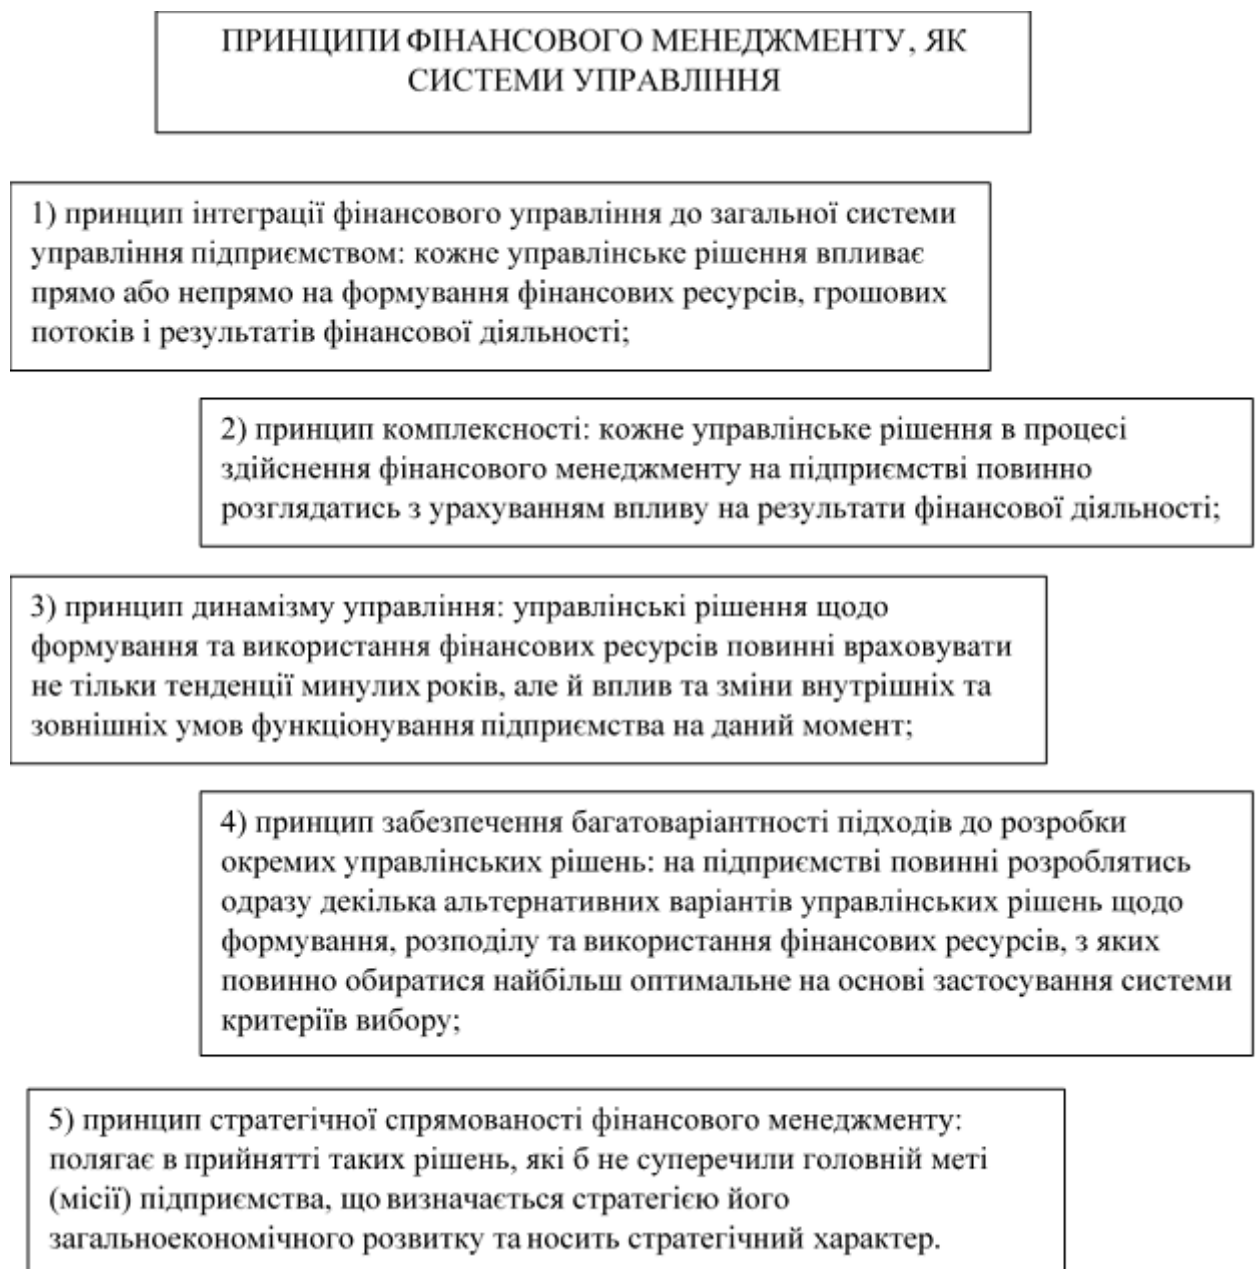 ПРИНЦИПИ ФІНАНСОВОГО МЕНЕДЖМЕНТУ, ЯК
СИСТЕМИ УПРАВЛІННЯ
1) принцип інтеграції фінансового управління до загальної системи
управління підприємством: кожне управлінське рішення впливає
прямо або непрямо на формування фінансових ресурсів, грошових
потоків і результатів фінансової діяльності;
2) принцип комплексності: кожне управлінське рішення в процесі
здійснення фінансового менеджменту на підприємстві повинно
розглядатись з урахуванням впливу на результати фінансової діяльності;
3) принцип динамізму управління: управлінські рішення щодо
формування та використання фінансових ресурсів повинні враховувати
не тільки тенденції минулих років, але й вплив та зміни внутрішніх та
зовнішніх умов функціонування підприємства на даний момент;
4) принцип забезпечення багатоваріантності підходів до розробки
окремих управлінських рішень: на підприємстві повинні розроблятись
одразу декілька альтернативних варіантів управлінських рішень щодо
формування, розподілу та використання фінансових ресурсів, з яких
повинно обиратися найбільш оптимальне на основі застосування системи
критеріїв вибору;
5) принцип стратегічної спрямованості фінансового менеджменту:
полягає в прийнятті таких рішень, які б не суперечили головній меті
(місії) підприємства, що визначається стратегією його
загальноекономічного розвитку та носить стратегічний характер.